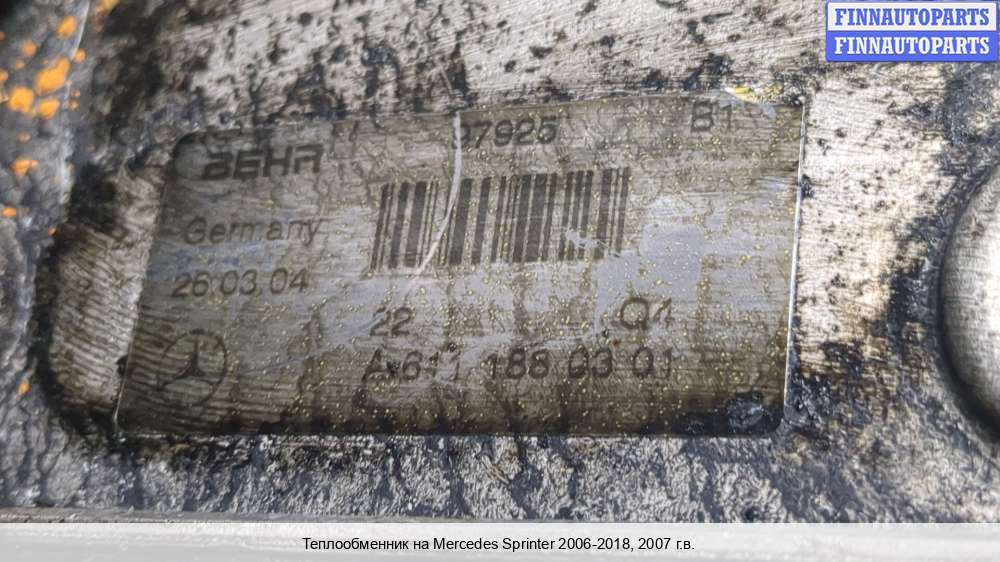 FINNAUTOPARTS
FINNAUTOPARTS
BEHR
97925
B1
Germany
26.03.04
22
Q4
A 611 188 03 01
Теплообменник на Mercedes Sprinter 2006-2018, 2007 г.в.